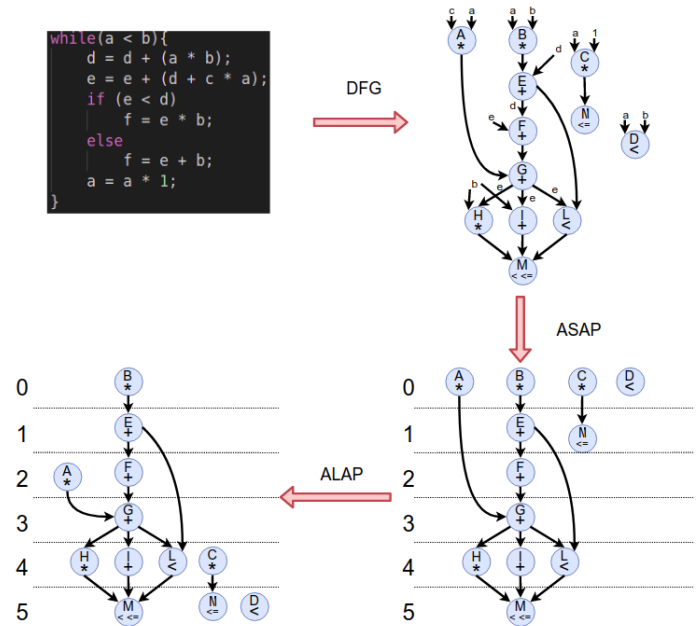 while(a < b){
d = d + (a * b);
e = e + (d + c * a);
if (e < d)
f = e * b;
else
f = e + b;
a = a * 1;
}
DFG
c a a b
A B
* *
a 1
C
*
d
E
+
N
<=
d
e
F
+
a b
D
<
G
+
b e e e
H I L
* + <
M
< <=
ASAP
0 A B C D
* * * <
1 E N
+ <=
2 F
+
3 G
+
4 H I L
* + <
5 M
< <=
ALAP
0 B
*
1 E
+
2 A F
* +
3 G
+
4 H I L C
* + < *
5 M N D
< <= <= <